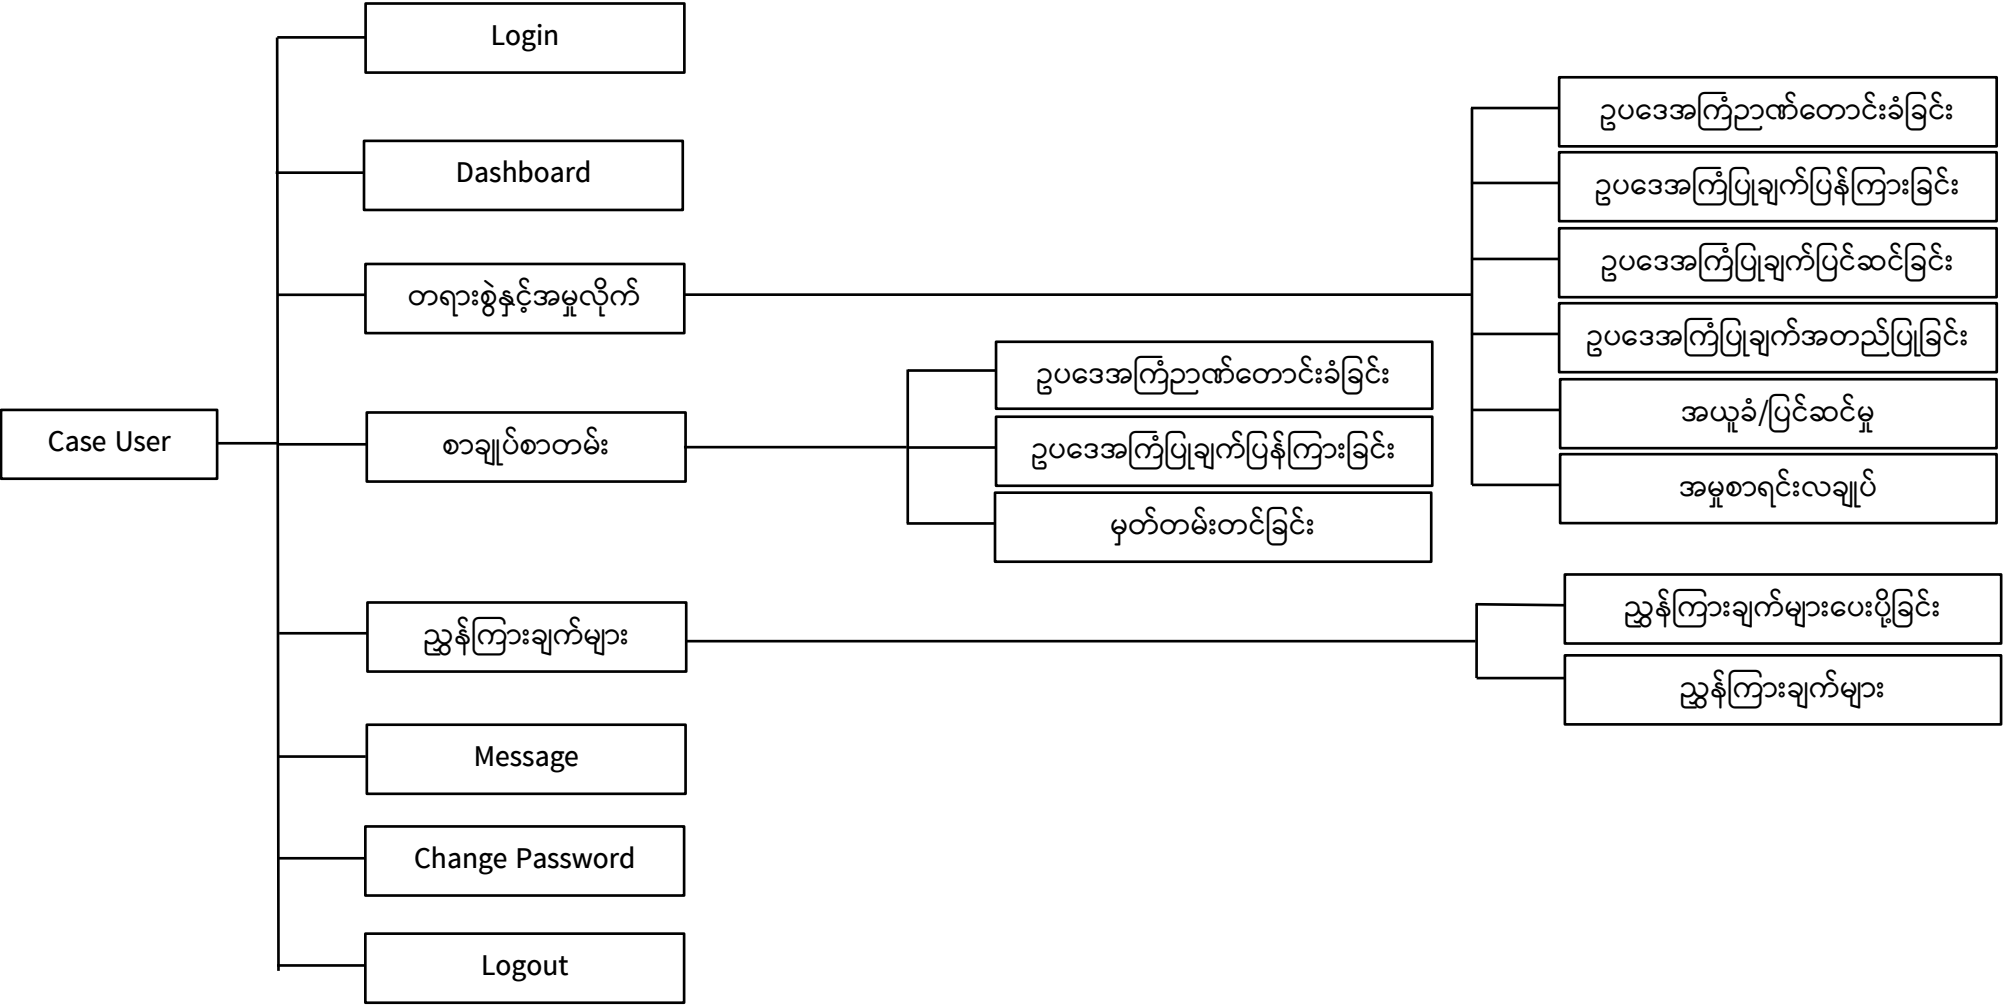 Case User
Login
Dashboard
တရားစွဲနှင့်အမှုလိုက်
ဥပဒေအကြံဉာဏ်တောင်းခံခြင်း
ဥပဒေအကြံပြုချက်ပြန်ကြားခြင်း
ဥပဒေအကြံပြုချက်ပြင်ဆင်ခြင်း
ဥပဒေအကြံပြုချက်အတည်ပြုခြင်း
အယူခံ/ပြင်ဆင်မှု
အမှုစာရင်းလချုပ်
စာချုပ်စာတမ်း
ဥပဒေအကြံဉာဏ်တောင်းခံခြင်း
ဥပဒေအကြံပြုချက်ပြန်ကြားခြင်း
မှတ်တမ်းတင်ခြင်း
ညွှန်ကြားချက်များ
ညွှန်ကြားချက်များပေးပို့ခြင်း
ညွှန်ကြားချက်များ
Message
Change Password
Logout